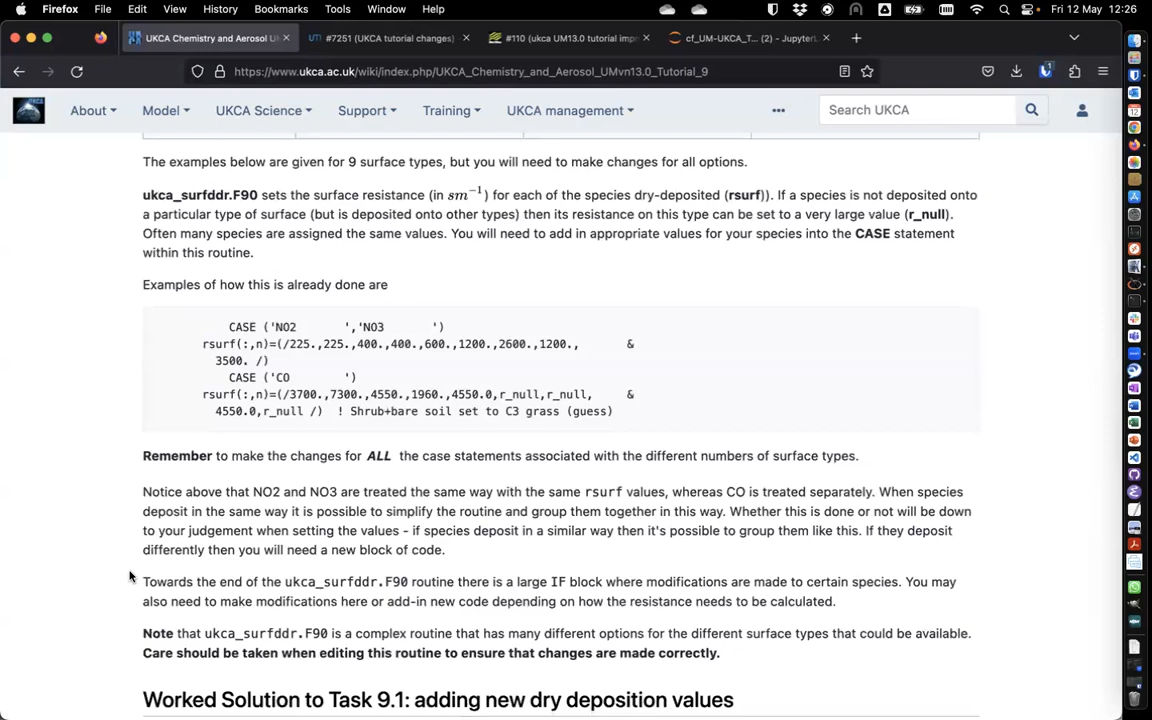 Firefox File Edit View History Bookmarks Tools Window Help Fri 12 May 12:26
UKCA Chemistry and Aerosol U #7251 (UKCA tutorial changes) #110 (ukca UM13.0 tutorial imp cf_UM-UKCA_T... (2) - Jupyter
https://www.ukca.ac.uk/wiki/index.php/UKCA_Chemistry_and_Aerosol_UMvn13.0_Tutorial_9
About Model UKCA Science Support Training UKCA management ••• Search UKCA
The examples below are given for 9 surface types, but you will need to make changes for all options.
ukca_surfddr.F90 sets the surface resistance (in sm⁻¹) for each of the species dry-deposited (rsurf)). If a species is not deposited onto
a particular type of surface (but is deposited onto other types) then its resistance on this type can be set to a very large value (r_null).
Often many species are assigned the same values. You will need to add in appropriate values for your species into the CASE statement
within this routine.
Examples of how this is already done are
CASE ('NO2       ','NO3       ')
rsurf(:,n)=(/225.,225.,400.,400.,600.,1200.,2600.,1200.,       &
3500. /)
CASE ('CO        ')
rsurf(:,n)=(/3700.,7300.,4550.,1960.,4550.0,r_null,r_null,     &
4550.0,r_null /)  ! Shrub+bare soil set to C3 grass (guess)
Remember to make the changes for ALL the case statements associated with the different numbers of surface types.
Notice above that NO2 and NO3 are treated the same way with the same rsurf values, whereas CO is treated separately. When species
deposit in the same way it is possible to simplify the routine and group them together in this way. Whether this is done or not will be down
to your judgement when setting the values - if species deposit in a similar way then it's possible to group them like this. If they deposit
differently then you will need a new block of code.
Towards the end of the ukca_surfddr.F90 routine there is a large IF block where modifications are made to certain species. You may
also need to make modifications here or add-in new code depending on how the resistance needs to be calculated.
Note that ukca_surfddr.F90 is a complex routine that has many different options for the different surface types that could be available.
Care should be taken when editing this routine to ensure that changes are made correctly.
Worked Solution to Task 9.1: adding new dry deposition values